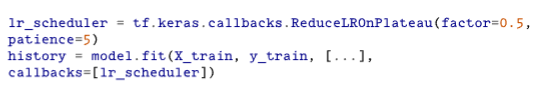 lr_scheduler = tf.keras.callbacks.ReduceLROnPlateau(factor=0.5,
patience=5)
history = model.fit(X_train, y_train, [...],
callbacks=[lr_scheduler])